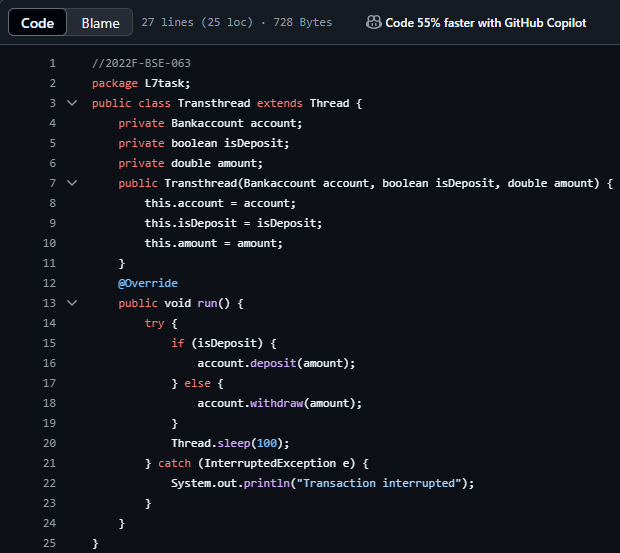 Code Blame 27 lines (25 loc) · 728 Bytes Code 55% faster with GitHub Copilot
1 //2022F-BSE-063
2 package L7task;
3 public class Transthread extends Thread {
4     private Bankaccount account;
5     private boolean isDeposit;
6     private double amount;
7     public Transthread(Bankaccount account, boolean isDeposit, double amount) {
8         this.account = account;
9         this.isDeposit = isDeposit;
10         this.amount = amount;
11     }
12     @Override
13     public void run() {
14         try {
15             if (isDeposit) {
16                 account.deposit(amount);
17             } else {
18                 account.withdraw(amount);
19             }
20             Thread.sleep(100);
21         } catch (InterruptedException e) {
22             System.out.println("Transaction interrupted");
23         }
24     }
25 }